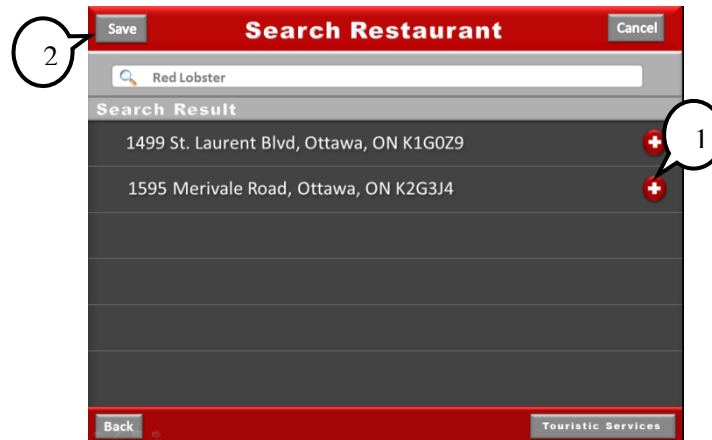 Save Search Restaurant Cancel
2
Red Lobster
Search Result
1499 St. Laurent Blvd, Ottawa, ON K1G0Z9
1
1595 Merivale Road, Ottawa, ON K2G3J4
Back Touristic Services